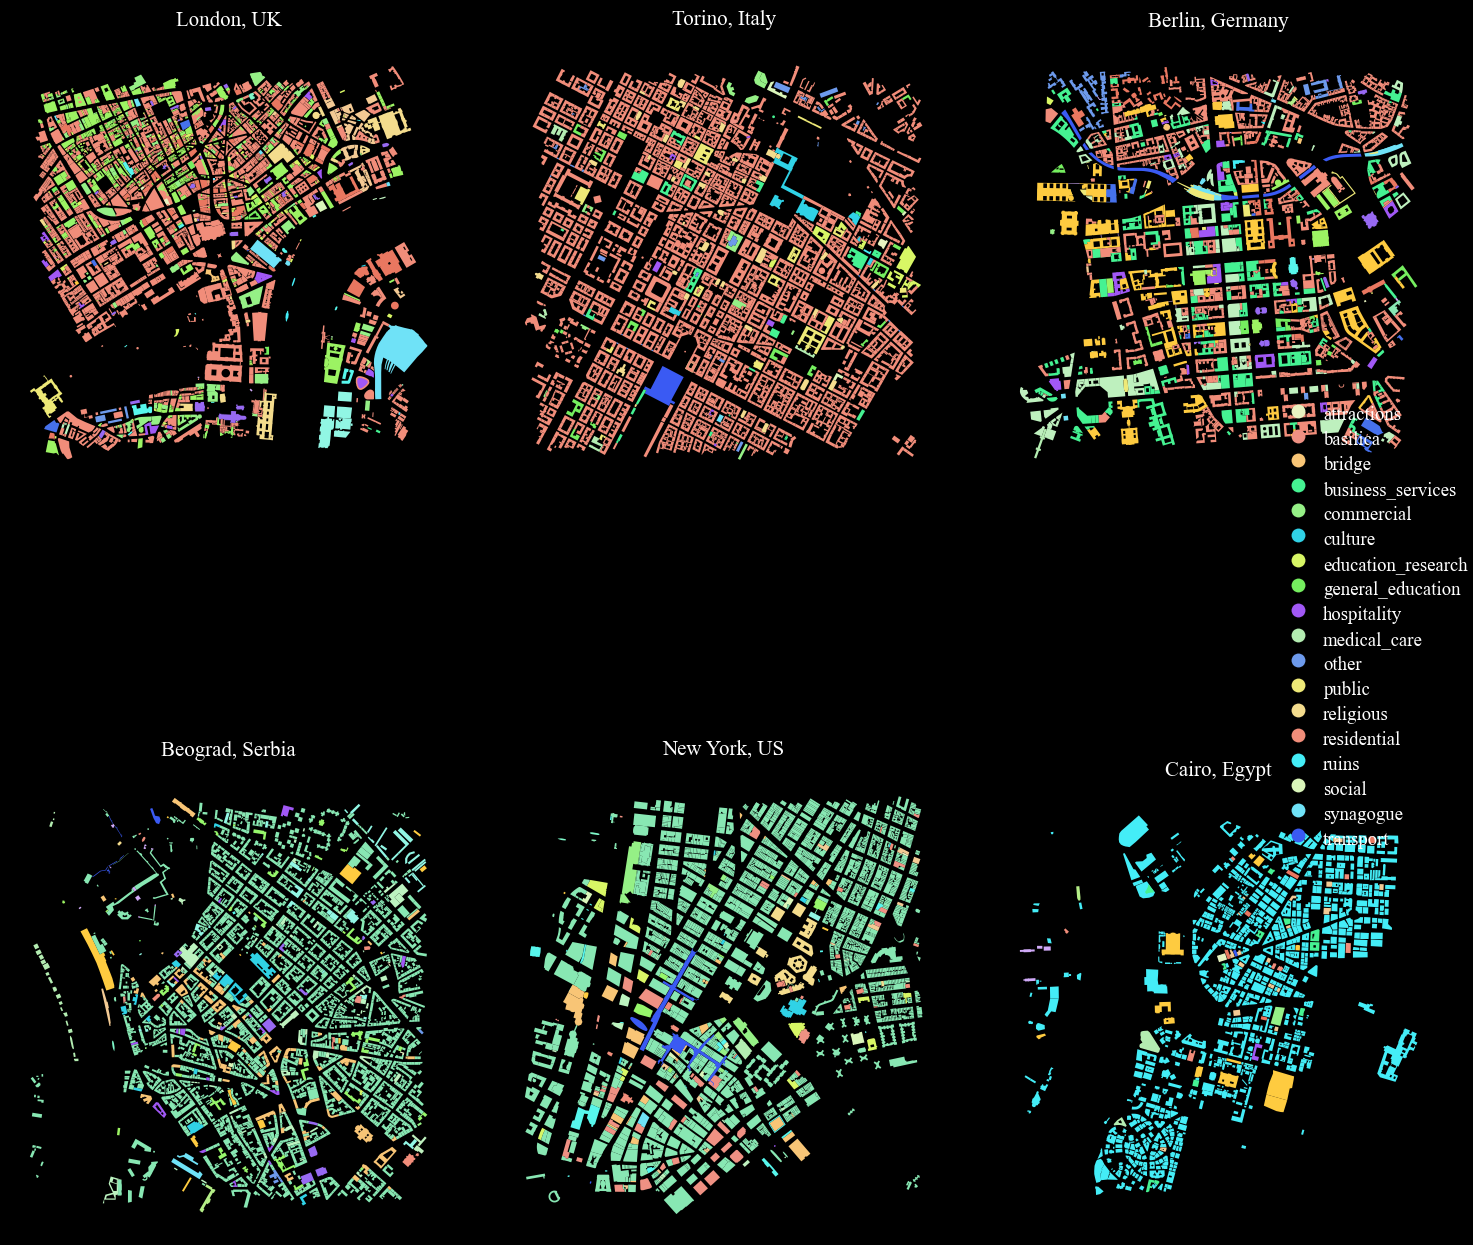 London, UK
Torino, Italy
Berlin, Germany
attractions
basilica
bridge
business_services
commercial
culture
education_research
general_education
hospitality
medical_care
other
public
religious
residential
ruins
social
synagogue
transport
Beograd, Serbia
New York, US
Cairo, Egypt